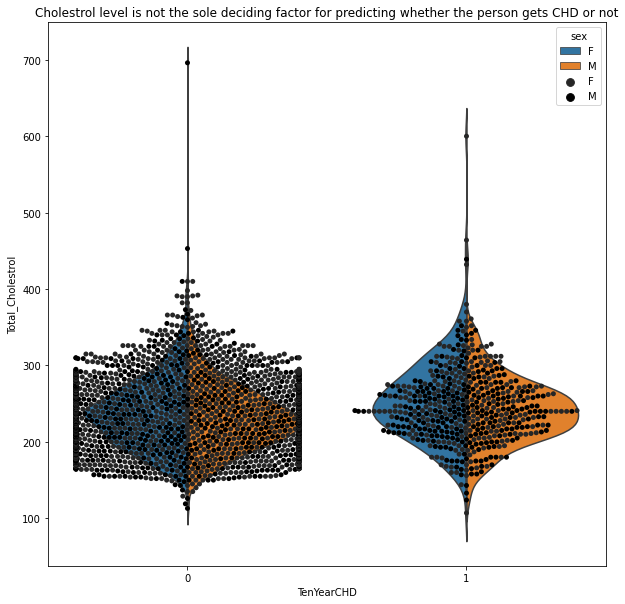 Cholestrol level is not the sole deciding factor for predicting whether the person gets CHD or not
sex
F
M
F
M
700
600
500
400
300
200
100
Total_Cholestrol
0
1
TenYearCHD